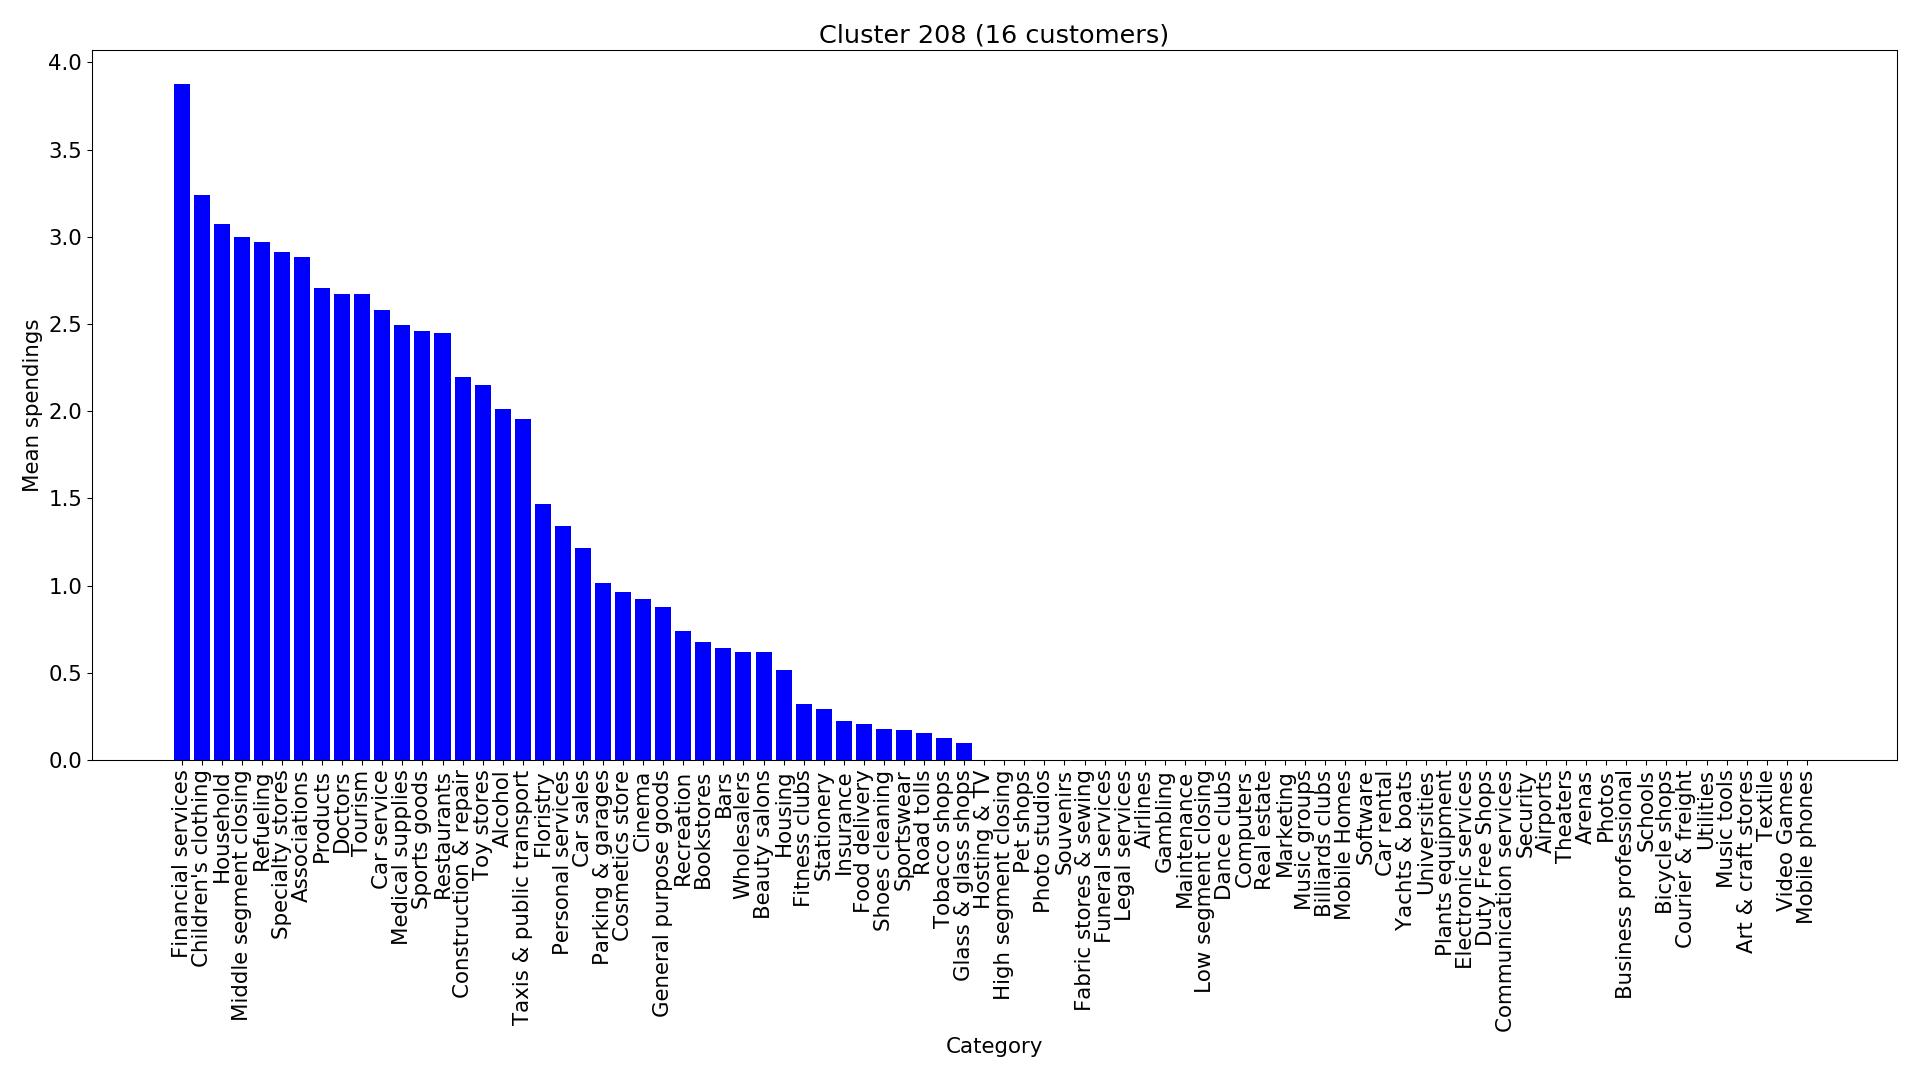 Cluster 208 (16 customers)
4.0
3.5
3.0
2.5
2.0
1.5
1.0
0.5
0.0
Mean spendings
Financial services
Children's clothing
Household
Middle segment closing
Refueling
Specialty stores
Associations
Products
Doctors
Tourism
Car service
Medical supplies
Sports goods
Restaurants
Construction & repair
Toy stores
Alcohol
Taxis & public transport
Floristry
Personal services
Car sales
Parking & garages
Cosmetics store
Cinema
General purpose goods
Recreation
Bookstores
Bars
Wholesalers
Beauty salons
Housing
Fitness clubs
Stationery
Insurance
Food delivery
Shoes cleaning
Sportswear
Road tolls
Tobacco shops
Glass & glass shops
Hosting & TV
High segment closing
Pet shops
Photo studios
Souvenirs
Fabric stores & sewing
Funeral services
Legal services
Airlines
Gambling
Maintenance
Low segment closing
Dance clubs
Computers
Real estate
Marketing
Music groups
Billiards clubs
Mobile Homes
Software
Car rental
Yachts & boats
Universities
Plants equipment
Electronic services
Duty Free Shops
Communication services
Security
Airports
Theaters
Arenas
Photos
Business professional
Schools
Bicycle shops
Courier & freight
Utilities
Music tools
Art & craft stores
Textile
Video Games
Mobile phones
Category